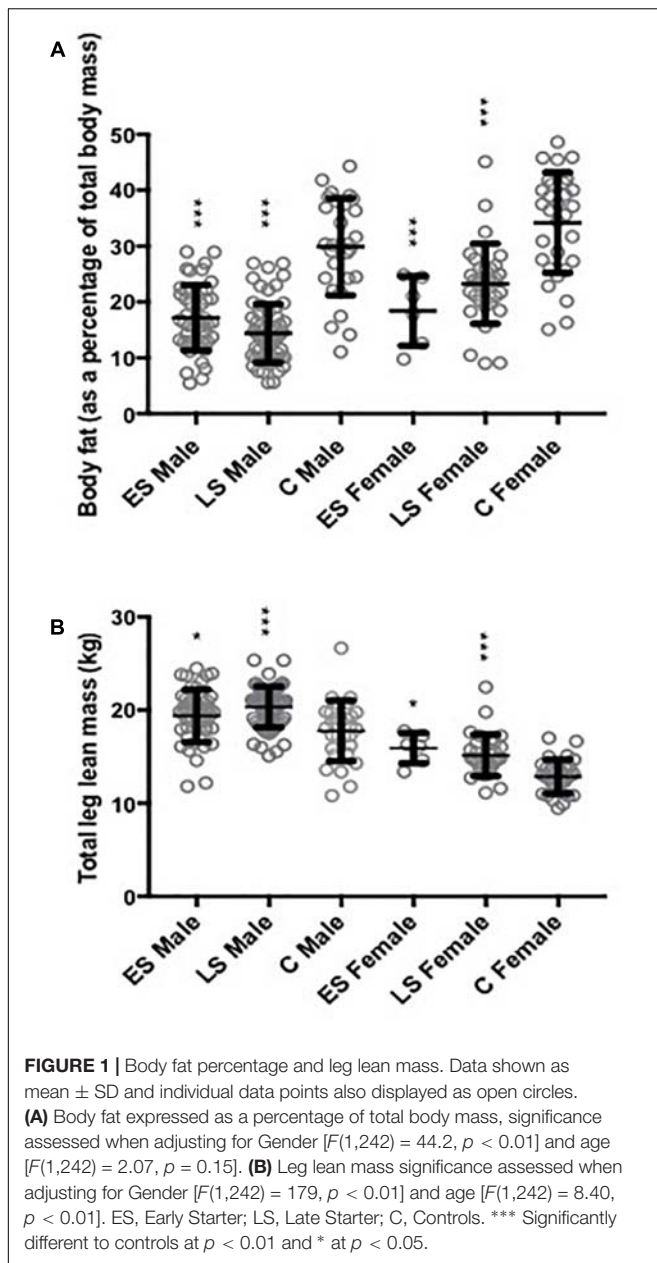 A
Body fat (as a percentage of total body mass)
50
40
30
20
10
0
***
***
***
***
ES Male
LS Male
C Male
ES Female
LS Female
C Female
B
Total leg lean mass (kg)
30
20
10
0
*
***
*
***
ES Male
LS Male
C Male
ES Female
LS Female
C Female
FIGURE 1 | Body fat percentage and leg lean mass. Data shown as
mean ± SD and individual data points also displayed as open circles.
(A) Body fat expressed as a percentage of total body mass, significance
assessed when adjusting for Gender [F(1,242) = 44.2, p < 0.01] and age
[F(1,242) = 2.07, p = 0.15]. (B) Leg lean mass significance assessed when
adjusting for Gender [F(1,242) = 179, p < 0.01] and age [F(1,242) = 8.40,
p < 0.01]. ES, Early Starter; LS, Late Starter; C, Controls. *** Significantly
different to controls at p < 0.01 and * at p < 0.05.